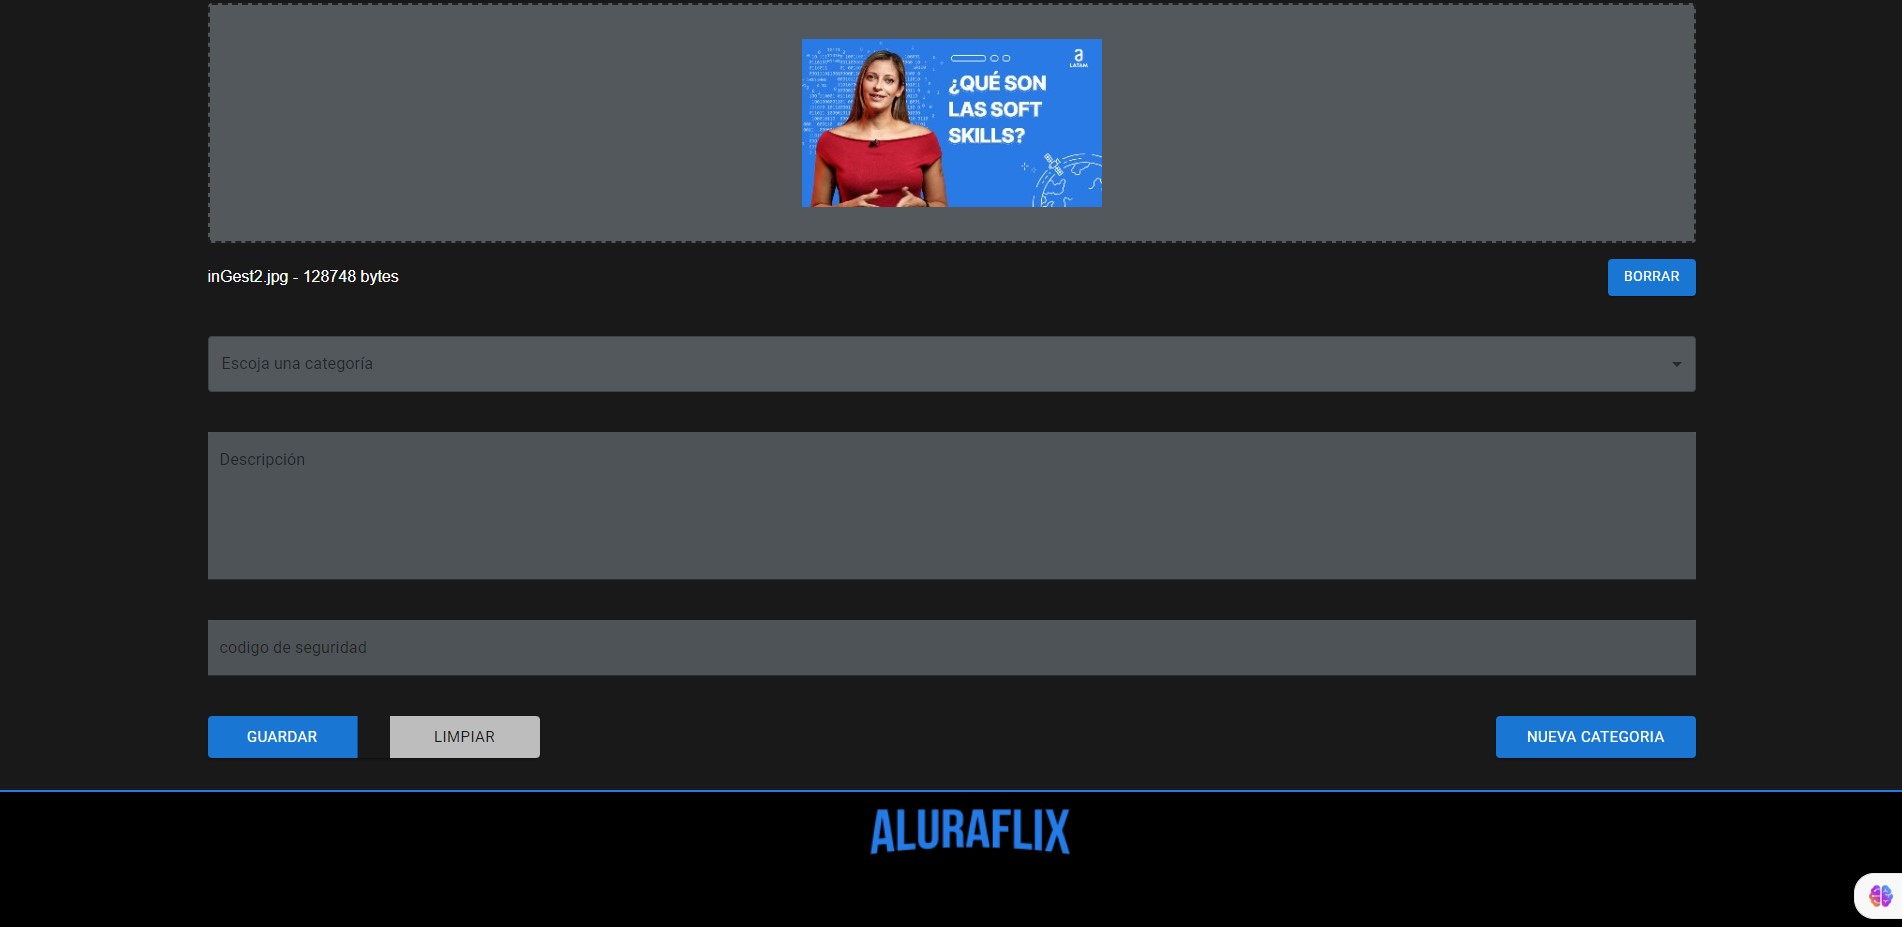 a
LATAM
¿QUÉ SON
LAS SOFT
SKILLS?
inGest2.jpg - 128748 bytes
BORRAR
Escoja una categoría
Descripción
codigo de seguridad
GUARDAR
LIMPIAR
NUEVA CATEGORIA
ALURAFLIX